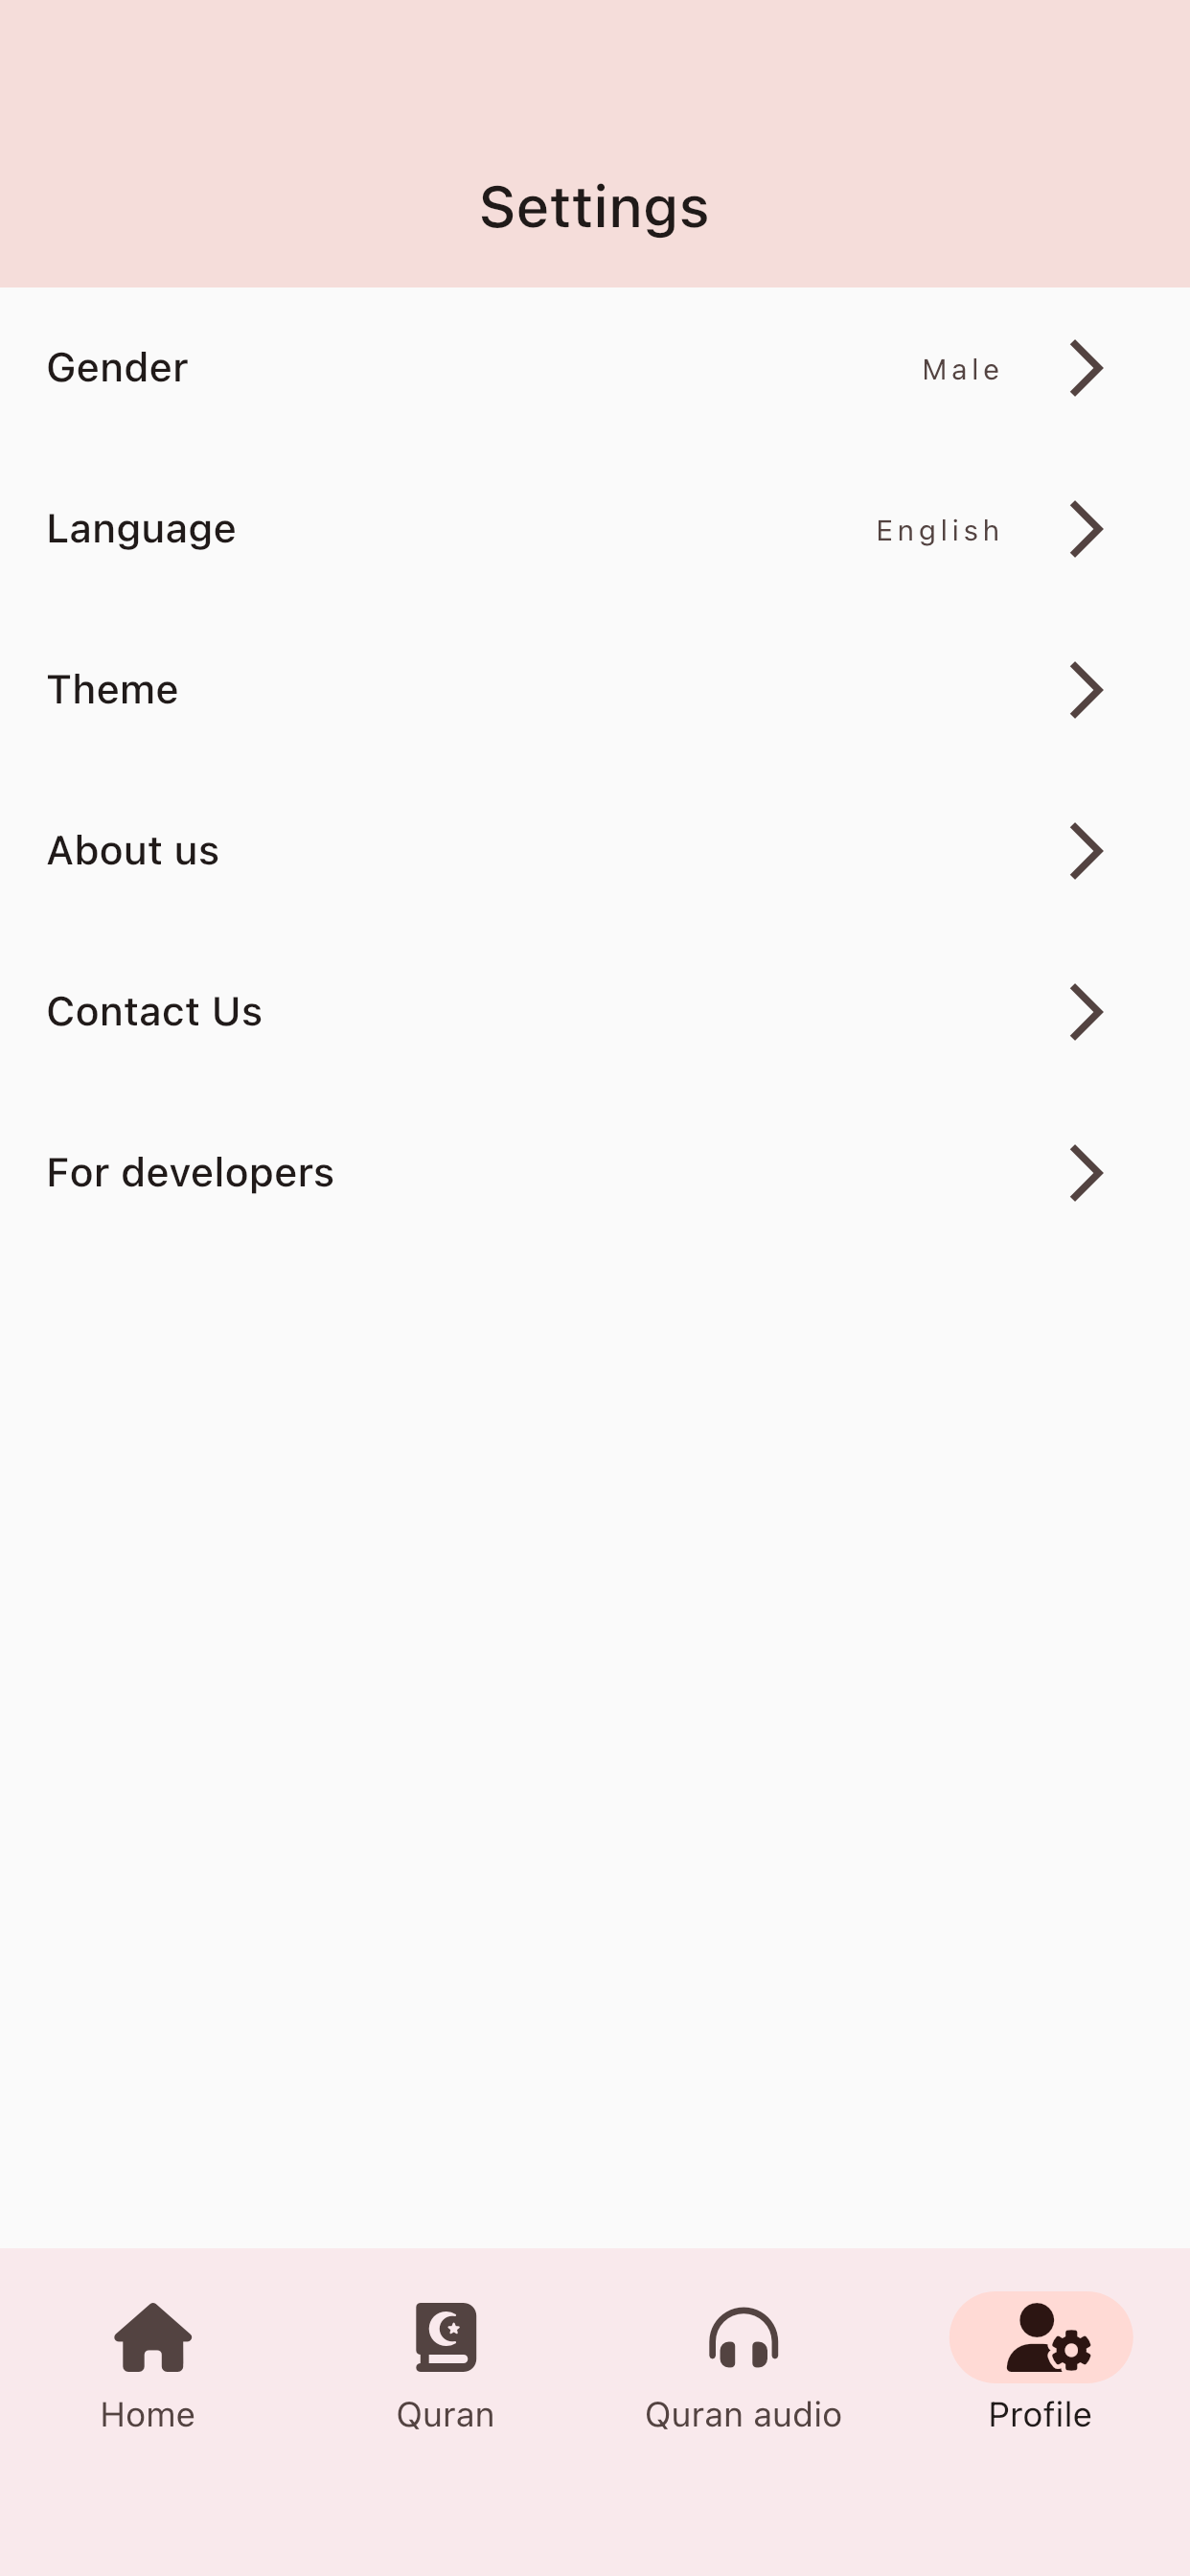 Settings
Gender Male
Language English
Theme
About us
Contact Us
For developers
Home Quran Quran audio Profile